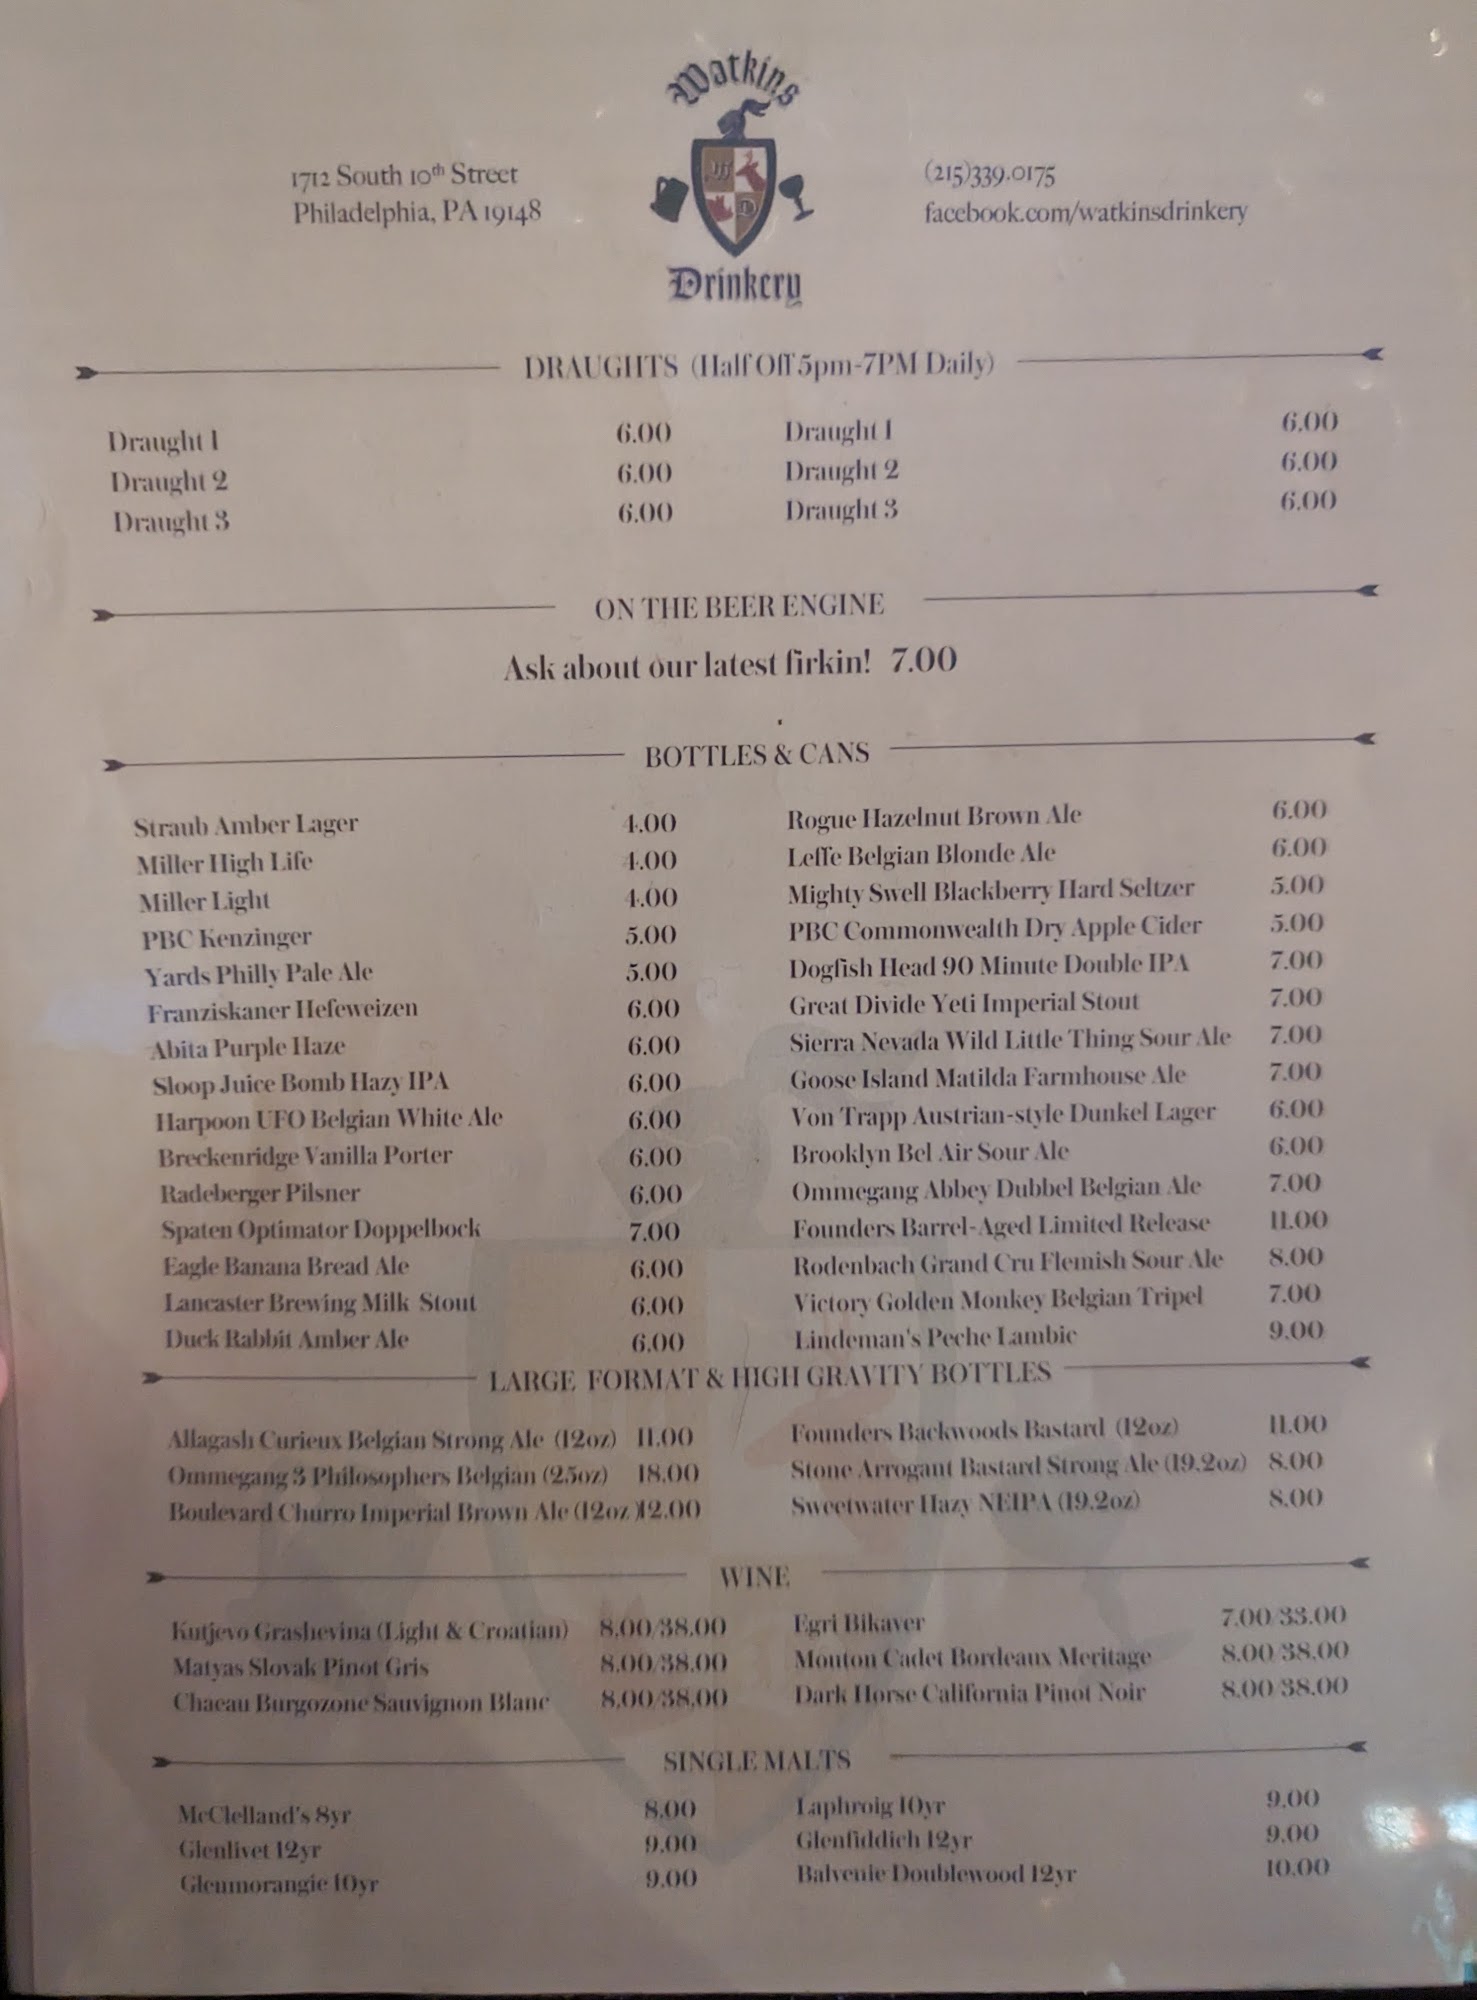 Watkins
Drinkery
1712 South 10th Street
Philadelphia, PA 19148
(215)339.0175
facebook.com/watkinsdrinkery
DRAUGHTS (Half Off 5pm-7PM Daily)
Draught 1 6.00
Draught 2 6.00
Draught 3 6.00
Draught 1 6.00
Draught 2 6.00
Draught 3 6.00
ON THE BEER ENGINE
Ask about our latest firkin! 7.00
BOTTLES & CANS
Straub Amber Lager 4.00
Miller High Life 4.00
Miller Light 4.00
PBC Kenzinger 5.00
Yards Philly Pale Ale 5.00
Franziskaner Hefeweizen 6.00
Abita Purple Haze 6.00
Sloop Juice Bomb Hazy IPA 6.00
Harpoon UFO Belgian White Ale 6.00
Breckenridge Vanilla Porter 6.00
Radeberger Pilsner 6.00
Spaten Optimator Doppelbock 7.00
Eagle Banana Bread Ale 6.00
Lancaster Brewing Milk Stout 6.00
Duck Rabbit Amber Ale 6.00
Rogue Hazelnut Brown Ale 6.00
Leffe Belgian Blonde Ale 6.00
Mighty Swell Blackberry Hard Seltzer 5.00
PBC Commonwealth Dry Apple Cider 5.00
Dogfish Head 90 Minute Double IPA 7.00
Great Divide Yeti Imperial Stout 7.00
Sierra Nevada Wild Little Thing Sour Ale 7.00
Goose Island Matilda Farmhouse Ale 7.00
Von Trapp Austrian-style Dunkel Lager 6.00
Brooklyn Bel Air Sour Ale 6.00
Ommegang Abbey Dubbel Belgian Ale 7.00
Founders Barrel-Aged Limited Release 11.00
Rodenbach Grand Cru Flemish Sour Ale 8.00
Victory Golden Monkey Belgian Tripel 7.00
Lindeman's Peche Lambic 9.00
LARGE FORMAT & HIGH GRAVITY BOTTLES
Allagash Curieux Belgian Strong Ale (12oz) 11.00
Ommegang 3 Philosophers Belgian (25oz) 18.00
Boulevard Churro Imperial Brown Ale (12oz )12.00
Founders Backwoods Bastard (12oz) 11.00
Stone Arrogant Bastard Strong Ale (19.2oz) 8.00
Sweetwater Hazy NEIPA (19.2oz) 8.00
WINE
Kutjevo Grashevina (Light & Croatian) 8.00/38.00
Matyas Slovak Pinot Gris 8.00/38.00
Chaeau Burgozone Sauvignon Blanc 8.00/38.00
Egri Bikaver 7.00/33.00
Mouton Cadet Bordeaux Meritage 8.00/38.00
Dark Horse California Pinot Noir 8.00/38.00
SINGLE MALTS
McClelland's 8yr 8.00
Glenlivet 12yr 9.00
Glenmorangie 10yr 9.00
Laphroig 10yr 9.00
Glenfiddich 12yr 9.00
Balvenie Doublewood 12yr 10.00